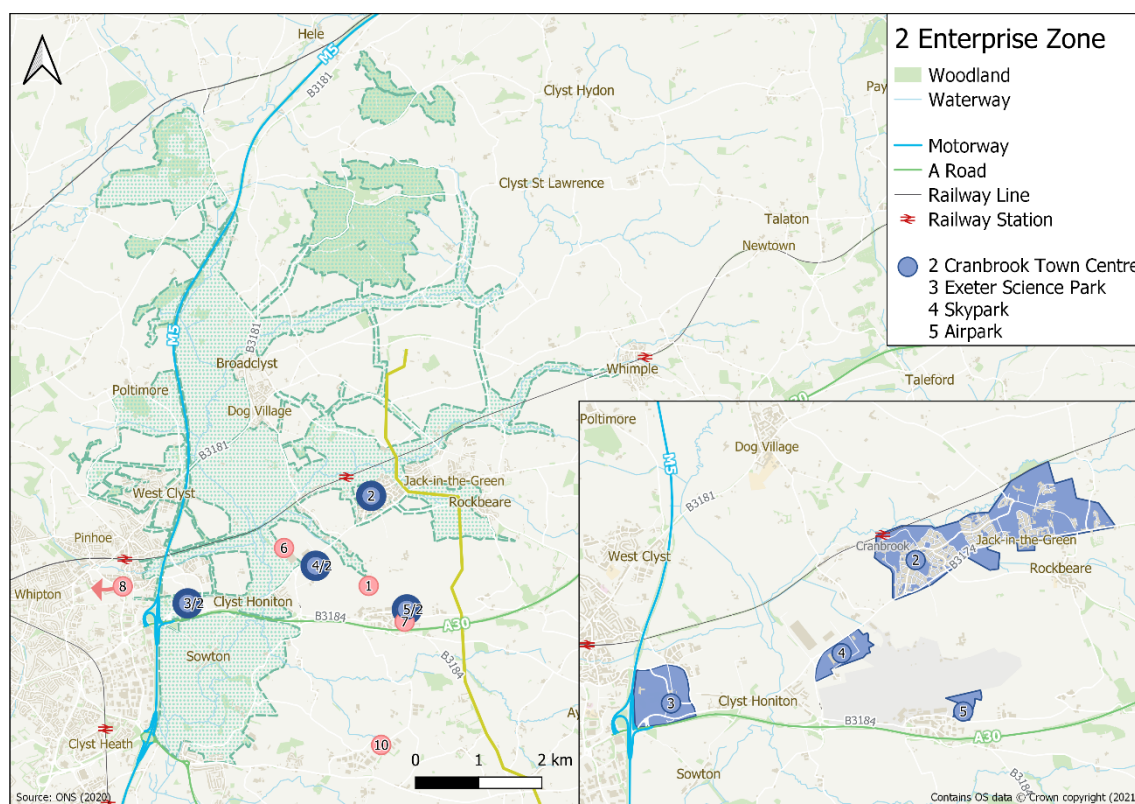 Hele
M5
B3181
Clyst Hydon
Pay
Clyst St Lawrence
Talaton
Newtown
M5
B3181
Broadclyst
Whimple
Poltimore
Taleford
Dog Village
B3181
West Clyst
Jack-in-the-Green
2
Rockbeare
Pinhoe
6
4/2
8
1
Whipton
3/2
Clyst Honiton
5/2
B3184
7
A30
Sowton
B3184
Clyst Heath
10
0 1 2 km
Source: ONS (2020)
2 Enterprise Zone
Woodland
Waterway
Motorway
A Road
Railway Line
Railway Station
2 Cranbrook Town Centre
3 Exeter Science Park
4 Skypark
5 Airpark
Poltimore
Dog Village
M5
B3181
West Clyst
Cranbrook
Jack-in-the-Green
2
B3174
Rockbeare
4
3
Clyst Honiton
5
B3184
A30
Sowton
B3184
Contains OS data © Crown copyright (2021